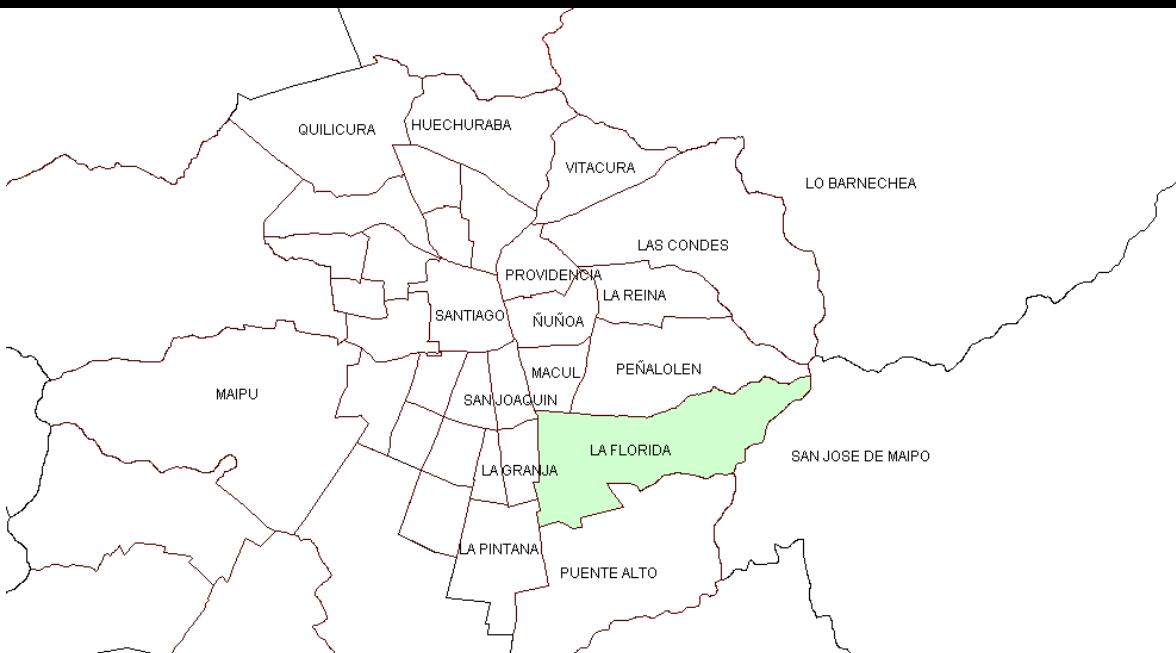 HUECHURABA
QUILICURA
VITACURA
LO BARNECHEA
LAS CONDES
PROVIDENCIA
LA REINA
SANTIAGO
ÑUÑOA
PEÑALOLEN
MACUL
MAIPU
SAN JOAQUIN
LA FLORIDA
SAN JOSE DE MAIPO
LA GRANJA
LA PINTANA
PUENTE ALTO